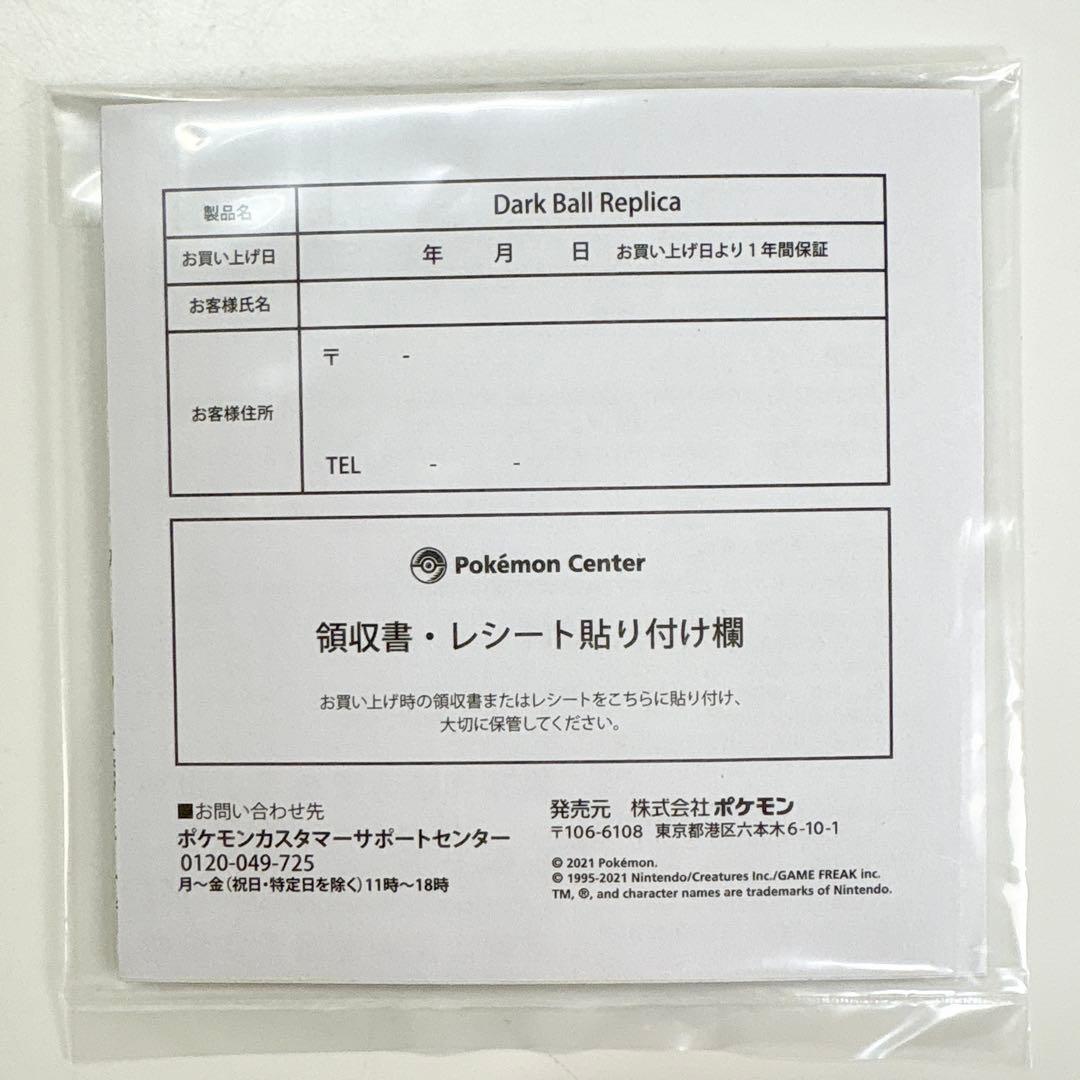 製品名 Dark Ball Replica
お買い上げ日 年 月 日 お買い上げ日より1年間保証
お客様氏名
〒 -
お客様住所
TEL - -
Pokémon Center
領収書・レシート貼り付け欄
お買い上げ時の領収書またはレシートをこちらに貼り付け、
大切に保管してください。
■お問い合わせ先
ポケモンカスタマーサポートセンター
0120-049-725
月〜金(祝日・特定日を除く)11時〜18時
発売元 株式会社ポケモン
〒106-6108 東京都港区六本木6-10-1
© 2021 Pokémon.
© 1995-2021 Nintendo/Creatures Inc./GAME FREAK inc.
TM, ®, and character names are trademarks of Nintendo.